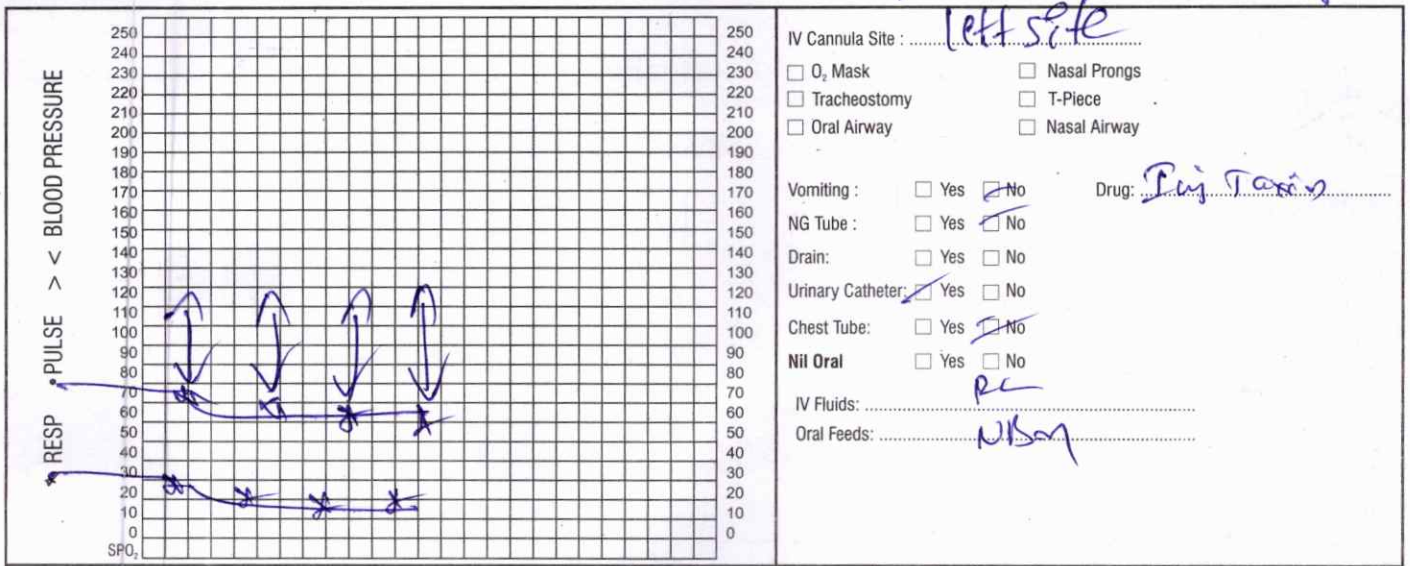 250 250
230 230
220 220
210 210
200 200
190 190
180 180
170 170
160 160
150 150
140 140
130 130
120 120
110 110
100 100
90 90
80 80
70 70
60 60
50 50
40 40
30 30
20 20
10 10
0 0
SPO₂
RESP PULSE > < BLOOD PRESSURE
IV Cannula Site : left site
O₂ Mask Nasal Prongs
Tracheostomy T-Piece
Oral Airway Nasal Airway
Vomiting : Yes No Drug: Inj
NG Tube : Yes No
Drain: Yes No
Urinary Catheter: Yes No
Chest Tube: Yes No
Nil Oral Yes No
IV Fluids: RL
Oral Feeds: NBM